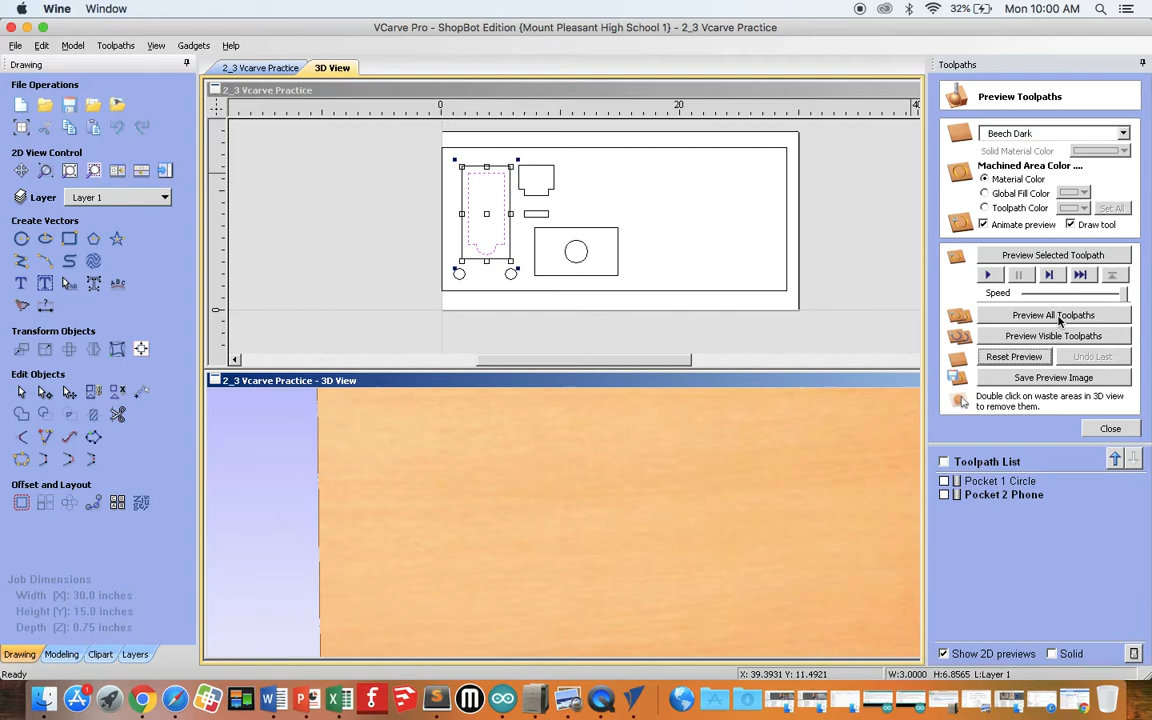 Wine Window 32% Mon 10:00 AM
VCarve Pro - ShopBot Edition {Mount Pleasant High School 1} - 2_3 Vcarve Practice
File Edit Model Toolpaths View Gadgets Help
Drawing
File Operations
2D View Control
Layer Layer 1
Create Vectors
Transform Objects
Edit Objects
Offset and Layout
Job Dimensions
Width (X): 30.0 inches
Height (Y): 15.0 inches
Depth (Z): 0.75 inches
Drawing Modeling Clipart Layers
Ready
2_3 Vcarve Practice 3D View
2_3 Vcarve Practice
0 20 40
2_3 Vcarve Practice - 3D View
X: 39.3931 Y: 11.4921 W:3.0000 H:6.8565 L:Layer 1
Toolpaths
Preview Toolpaths
Beech Dark
Solid Material Color
Machined Area Color ....
Material Color
Global Fill Color
Toolpath Color Set All
Animate preview Draw tool
Preview Selected Toolpath
Speed
Preview All Toolpaths
Preview Visible Toolpaths
Reset Preview Undo Last
Save Preview Image
Double click on waste areas in 3D view
to remove them.
Close
Toolpath List
Pocket 1 Circle
Pocket 2 Phone
Show 2D previews Solid